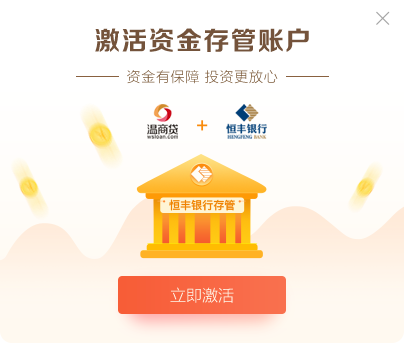 激活资金存管账户
资金有保障 投资更放心
温商贷
wsloan.com
+
恒丰银行
HENGFENG BANK
恒丰银行存管
立即激活